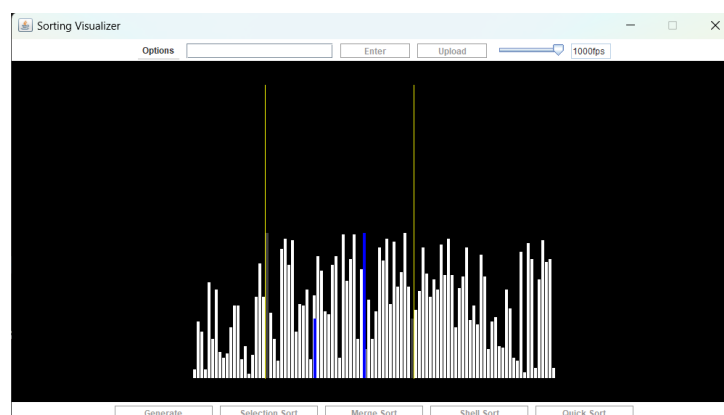 Sorting Visualizer
Options Enter Upload 1000fps
Generate Selection Sort Merge Sort Shell Sort Quick Sort